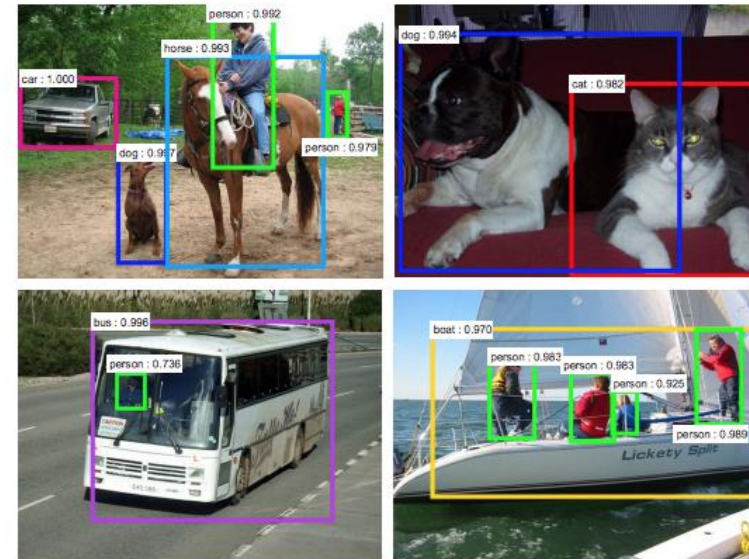 person : 0.992
horse : 0.993
car : 1.000
person : 0.979
dog : 0.997
dog : 0.994
cat : 0.982
bus : 0.996
person : 0.736
boat : 0.970
person : 0.983
person : 0.983
person : 0.925
person : 0.989
Lickety Split